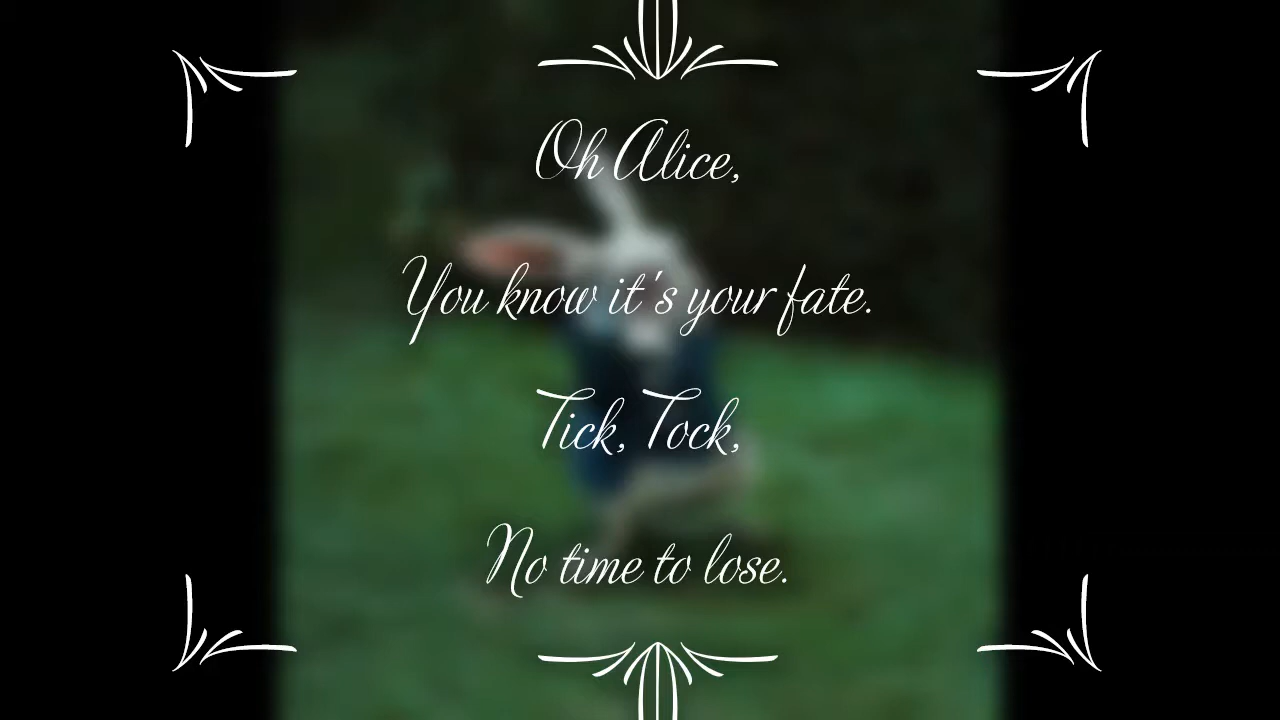 Oh Alice,
You know it's your fate.
Tick, Tock,
No time to lose.